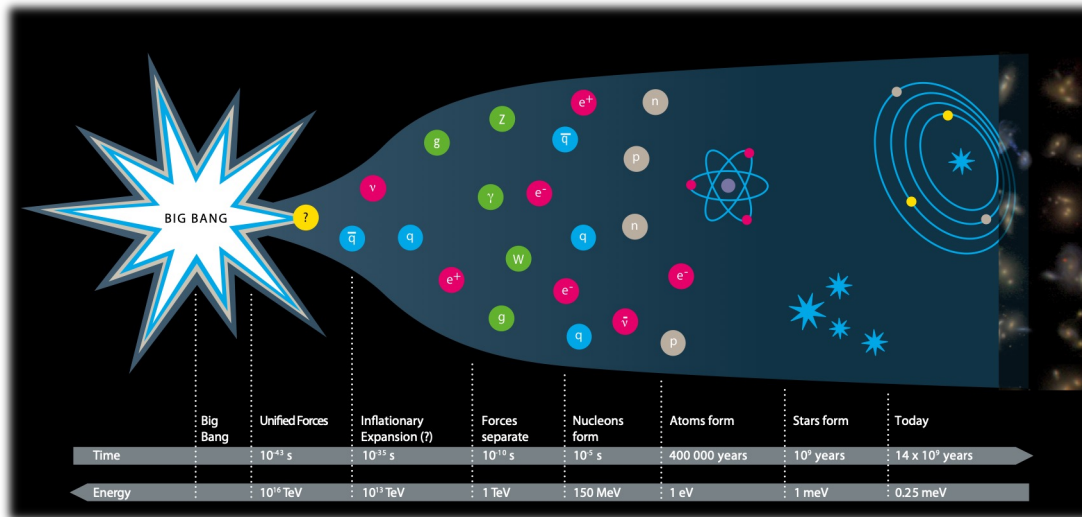 e⁺
n
Z
g
q̅
p
BIG BANG
ν
γ
e⁻
?
q̅
q
q
n
W
e⁺
e⁻
e⁻
g
q
ν̅
p
Big Bang
Unified Forces
Inflationary Expansion (?)
Forces separate
Nucleons form
Atoms form
Stars form
Today
Time 10⁻⁴³ s 10⁻³⁵ s 10⁻¹⁰ s 10⁻⁵ s 400 000 years 10⁹ years 14 x 10⁹ years
Energy 10¹⁶ TeV 10¹³ TeV 1 TeV 150 MeV 1 eV 1 meV 0.25 meV